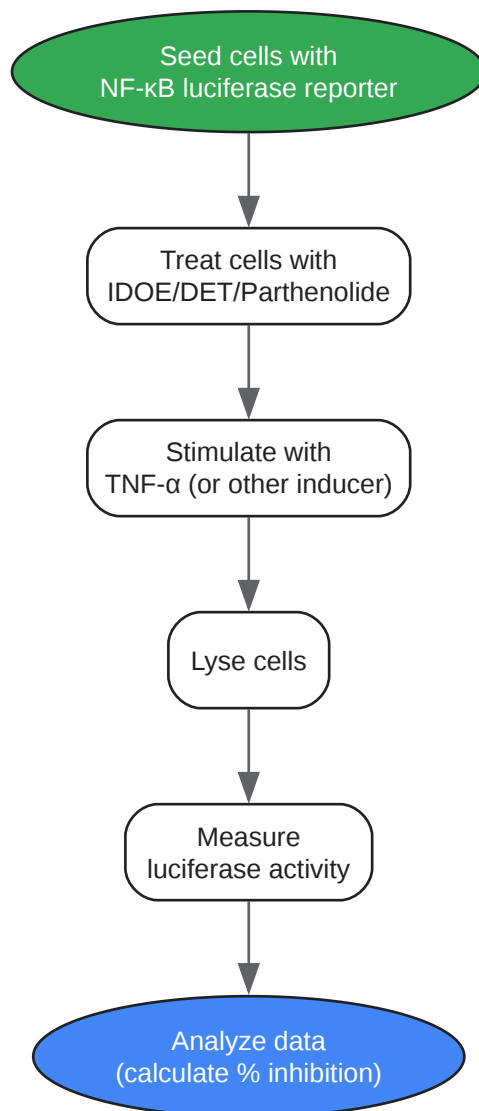 Seed cells with
NF-κB luciferase reporter
Treat cells with
IDOE/DET/Parthenolide
Stimulate with
TNF-α (or other inducer)
Lyse cells
Measure
luciferase activity
Analyze data
(calculate % inhibition)